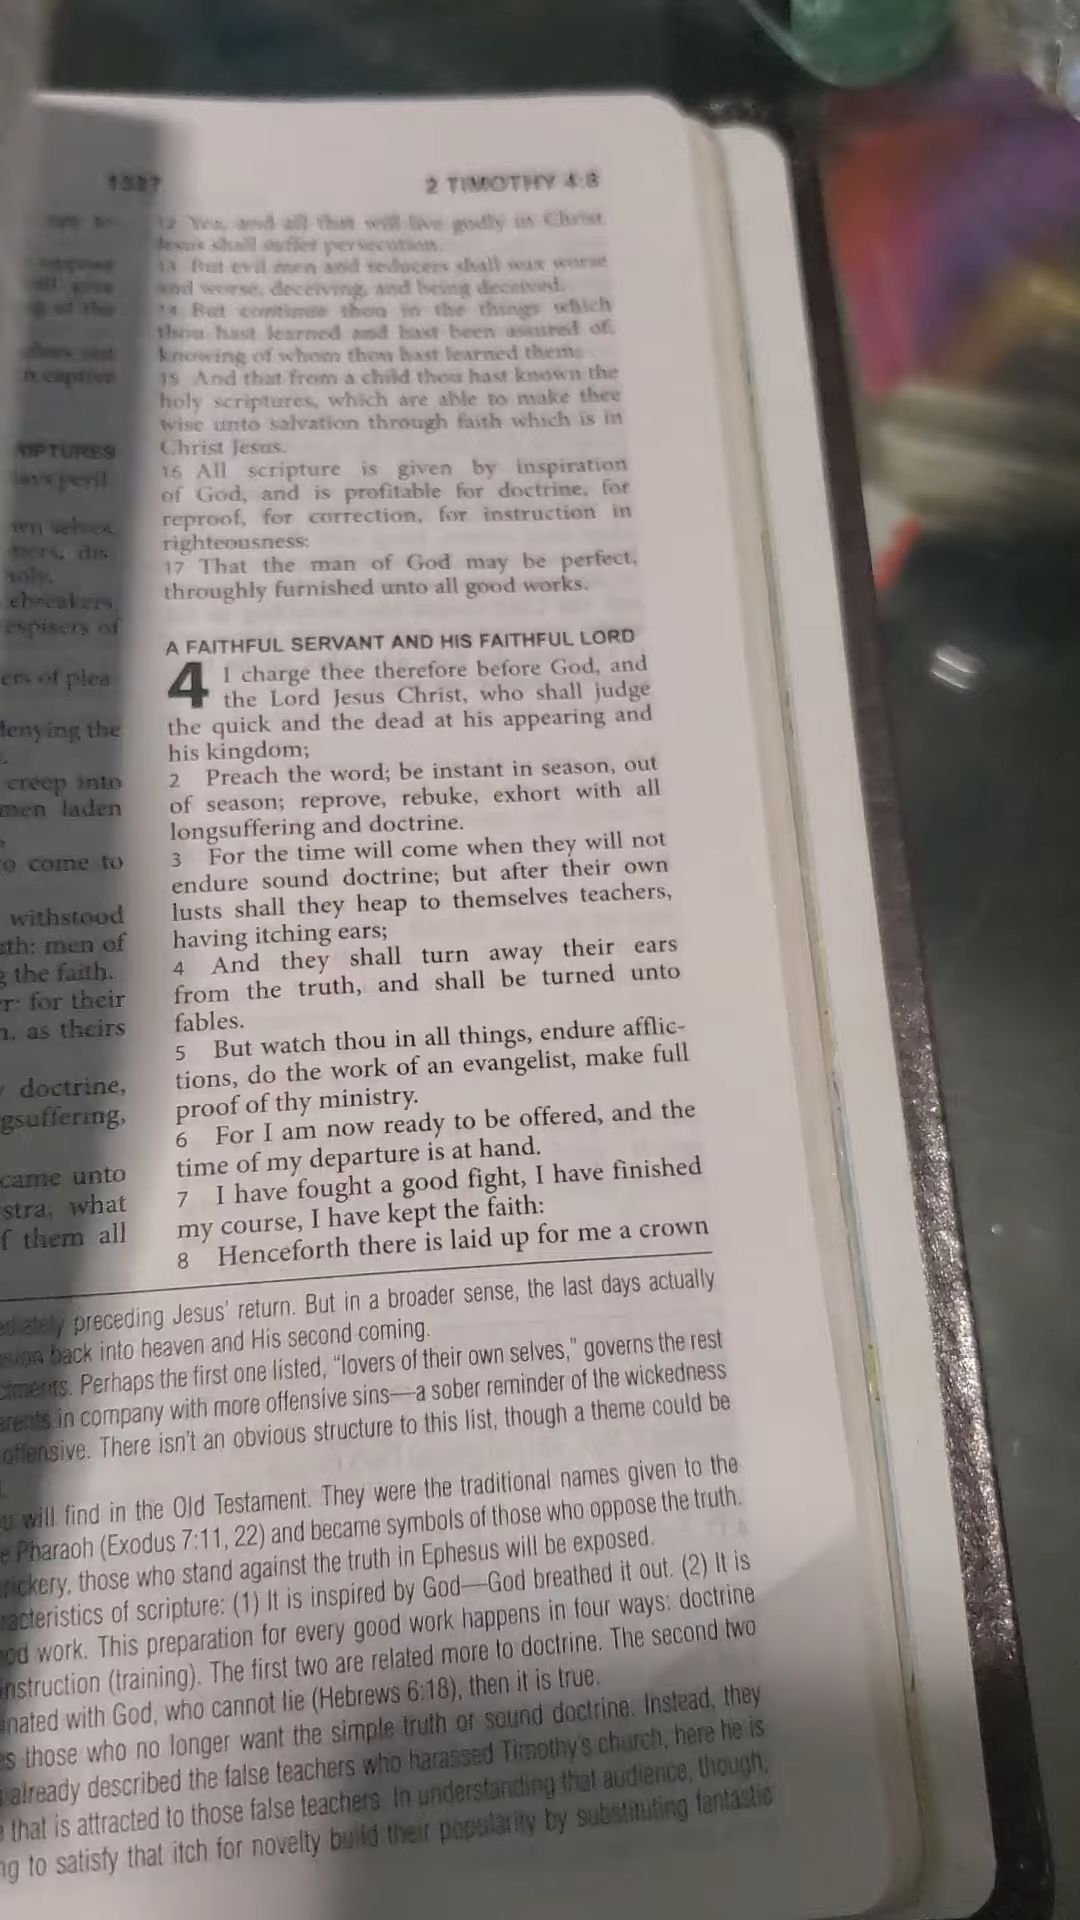 2 TIMOTHY 4:8
12 Yea, and all that will live godly in Christ
Jesus shall suffer persecution.
13 But evil men and seducers shall wax worse
and worse, deceiving, and being deceived.
14 But continue thou in the things which
thou hast learned and hast been assured of,
knowing of whom thou hast learned them;
15 And that from a child thou hast known the
holy scriptures, which are able to make thee
wise unto salvation through faith which is in
Christ Jesus.
16 All scripture is given by inspiration
of God, and is profitable for doctrine, for
reproof, for correction, for instruction in
righteousness:
17 That the man of God may be perfect,
throughly furnished unto all good works.
A FAITHFUL SERVANT AND HIS FAITHFUL LORD
4 I charge thee therefore before God, and
the Lord Jesus Christ, who shall judge
the quick and the dead at his appearing and
his kingdom;
2 Preach the word; be instant in season, out
of season; reprove, rebuke, exhort with all
longsuffering and doctrine.
3 For the time will come when they will not
endure sound doctrine; but after their own
lusts shall they heap to themselves teachers,
having itching ears;
4 And they shall turn away their ears
from the truth, and shall be turned unto
fables.
5 But watch thou in all things, endure afflic-
tions, do the work of an evangelist, make full
proof of thy ministry.
6 For I am now ready to be offered, and the
time of my departure is at hand.
7 I have fought a good fight, I have finished
my course, I have kept the faith:
8 Henceforth there is laid up for me a crown
preceding Jesus' return. But in a broader sense, the last days actually
back into heaven and His second coming.
Perhaps the first one listed, "lovers of their own selves," governs the rest
in company with more offensive sins—a sober reminder of the wickedness
offensive. There isn't an obvious structure to this list, though a theme could be
will find in the Old Testament. They were the traditional names given to the
Pharaoh (Exodus 7:11, 22) and became symbols of those who oppose the truth.
those who stand against the truth in Ephesus will be exposed.
of scripture: (1) It is inspired by God—God breathed it out. (2) It is
work. This preparation for every good work happens in four ways: doctrine
instruction (training). The first two are related more to doctrine. The second two
with God, who cannot lie (Hebrews 6:18), then it is true.
those who no longer want the simple truth of sound doctrine. Instead, they
already described the false teachers who harassed Timothy's church, here he is
that is attracted to those false teachers. In understanding that audience, though,
to satisfy that itch for novelty build their popularity by substituting fantastic